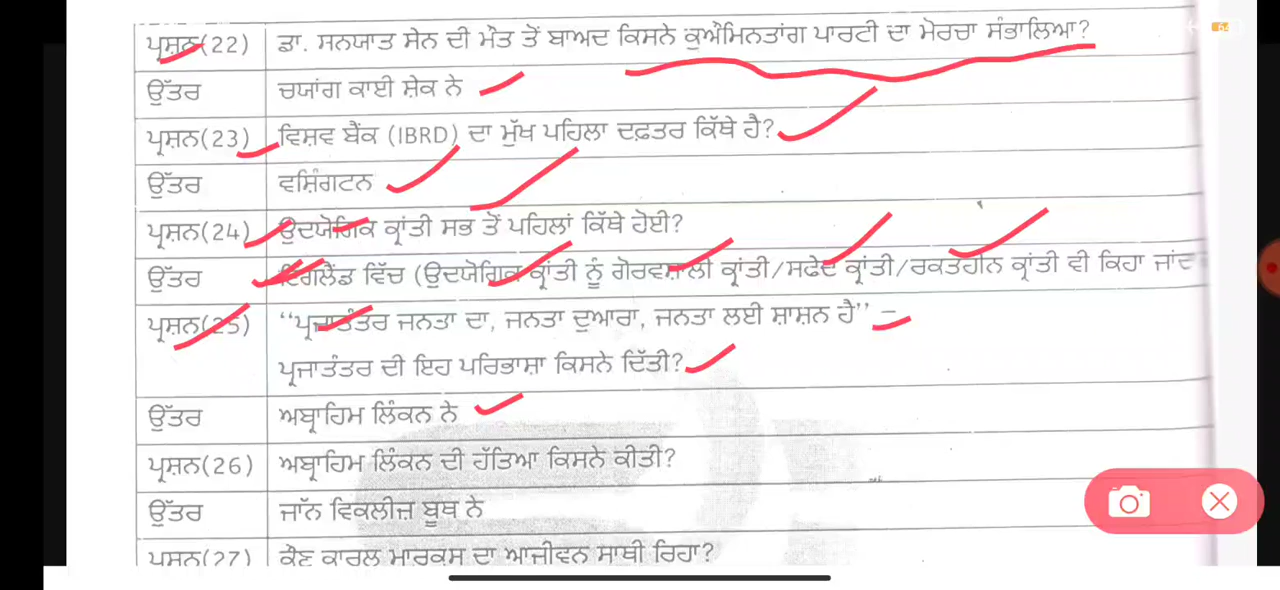 ਪ੍ਰਸ਼ਨ(22) ਡਾ. ਸਨਯਾਤ ਸੇਨ ਦੀ ਮੌਤ ਤੋਂ ਬਾਅਦ ਕਿਸਨੇ ਕੁਔਮਿਨਤਾਂਗ ਪਾਰਟੀ ਦਾ ਮੋਰਚਾ ਸੰਭਾਲਿਆ?
ਉੱਤਰ ਚਯਾਂਗ ਕਾਈ ਸ਼ੇਕ ਨੇ
ਪ੍ਰਸ਼ਨ(23) ਵਿਸ਼ਵ ਬੈਂਕ (IBRD) ਦਾ ਮੁੱਖ ਪਹਿਲਾ ਦਫ਼ਤਰ ਕਿੱਥੇ ਹੈ?
ਉੱਤਰ ਵਸ਼ਿੰਗਟਨ
ਪ੍ਰਸ਼ਨ(24) ਉਦਯੋਗਿਕ ਕ੍ਰਾਂਤੀ ਸਭ ਤੋਂ ਪਹਿਲਾਂ ਕਿੱਥੇ ਹੋਈ?
ਉੱਤਰ ਇੰਗਲੈਂਡ ਵਿੱਚ (ਉਦਯੋਗਿਕ ਕ੍ਰਾਂਤੀ ਨੂੰ ਗੋਰਵਸ਼ਾਲੀ ਕ੍ਰਾਂਤੀ/ਸਫੇਦ ਕ੍ਰਾਂਤੀ/ਰਕਤਹੀਨ ਕ੍ਰਾਂਤੀ ਵੀ ਕਿਹਾ ਜਾਂਦ
ਪ੍ਰਸ਼ਨ(25) “ਪ੍ਰਜਾਤੰਤਰ ਜਨਤਾ ਦਾ, ਜਨਤਾ ਦੁਆਰਾ, ਜਨਤਾ ਲਈ ਸ਼ਾਸ਼ਨ ਹੈ” –
ਪ੍ਰਜਾਤੰਤਰ ਦੀ ਇਹ ਪਰਿਭਾਸ਼ਾ ਕਿਸਨੇ ਦਿੱਤੀ?
ਉੱਤਰ ਅਬ੍ਰਾਹਿਮ ਲਿੰਕਨ ਨੇ
ਪ੍ਰਸ਼ਨ(26) ਅਬ੍ਰਾਹਿਮ ਲਿੰਕਨ ਦੀ ਹੱਤਿਆ ਕਿਸਨੇ ਕੀਤੀ?
ਉੱਤਰ ਜਾੱਨ ਵਿਕਲੀਜ਼ ਬੂਥ ਨੇ
ਪ੍ਰਸ਼ਨ(27) ਕੌਣ ਕਾਰਲ ਮਾਰਕਸ ਦਾ ਆਜੀਵਨ ਸਾਥੀ ਰਿਹਾ?